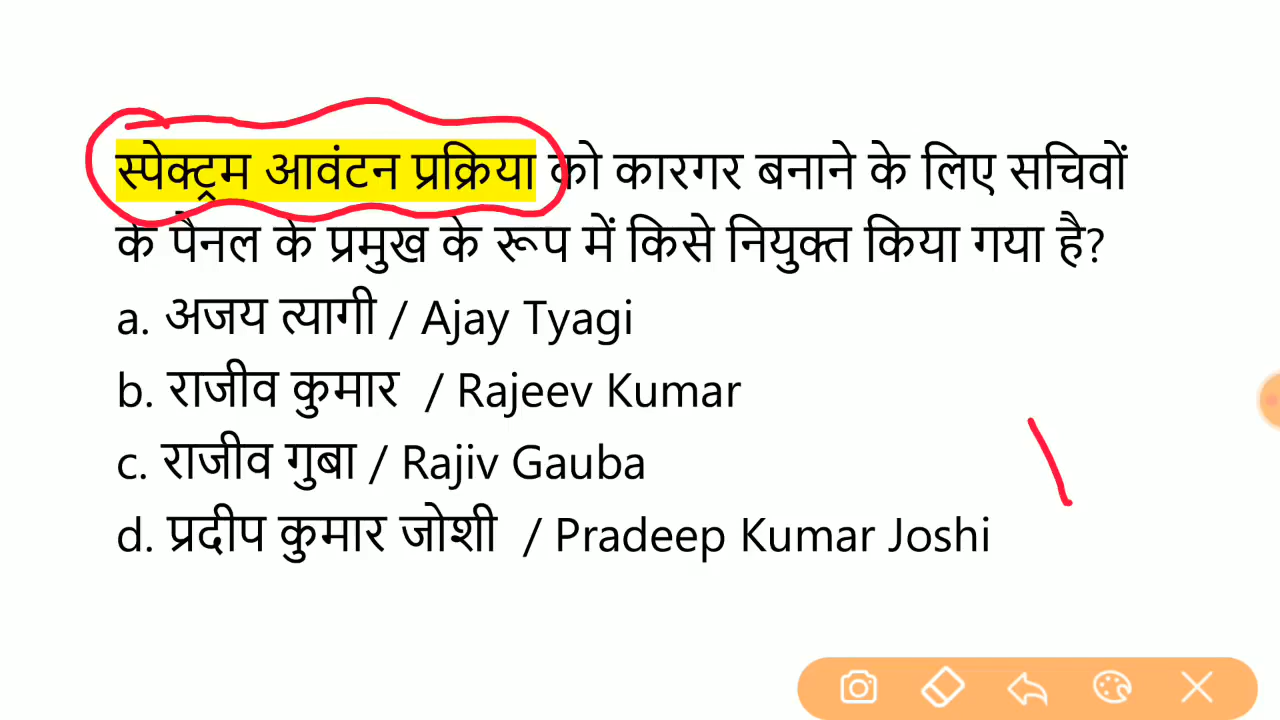 स्पेक्ट्रम आवंटन प्रक्रिया को कारगर बनाने के लिए सचिवों
के पैनल के प्रमुख के रूप में किसे नियुक्त किया गया है?
a. अजय त्यागी / Ajay Tyagi
b. राजीव कुमार / Rajeev Kumar
c. राजीव गुबा / Rajiv Gauba
d. प्रदीप कुमार जोशी / Pradeep Kumar Joshi